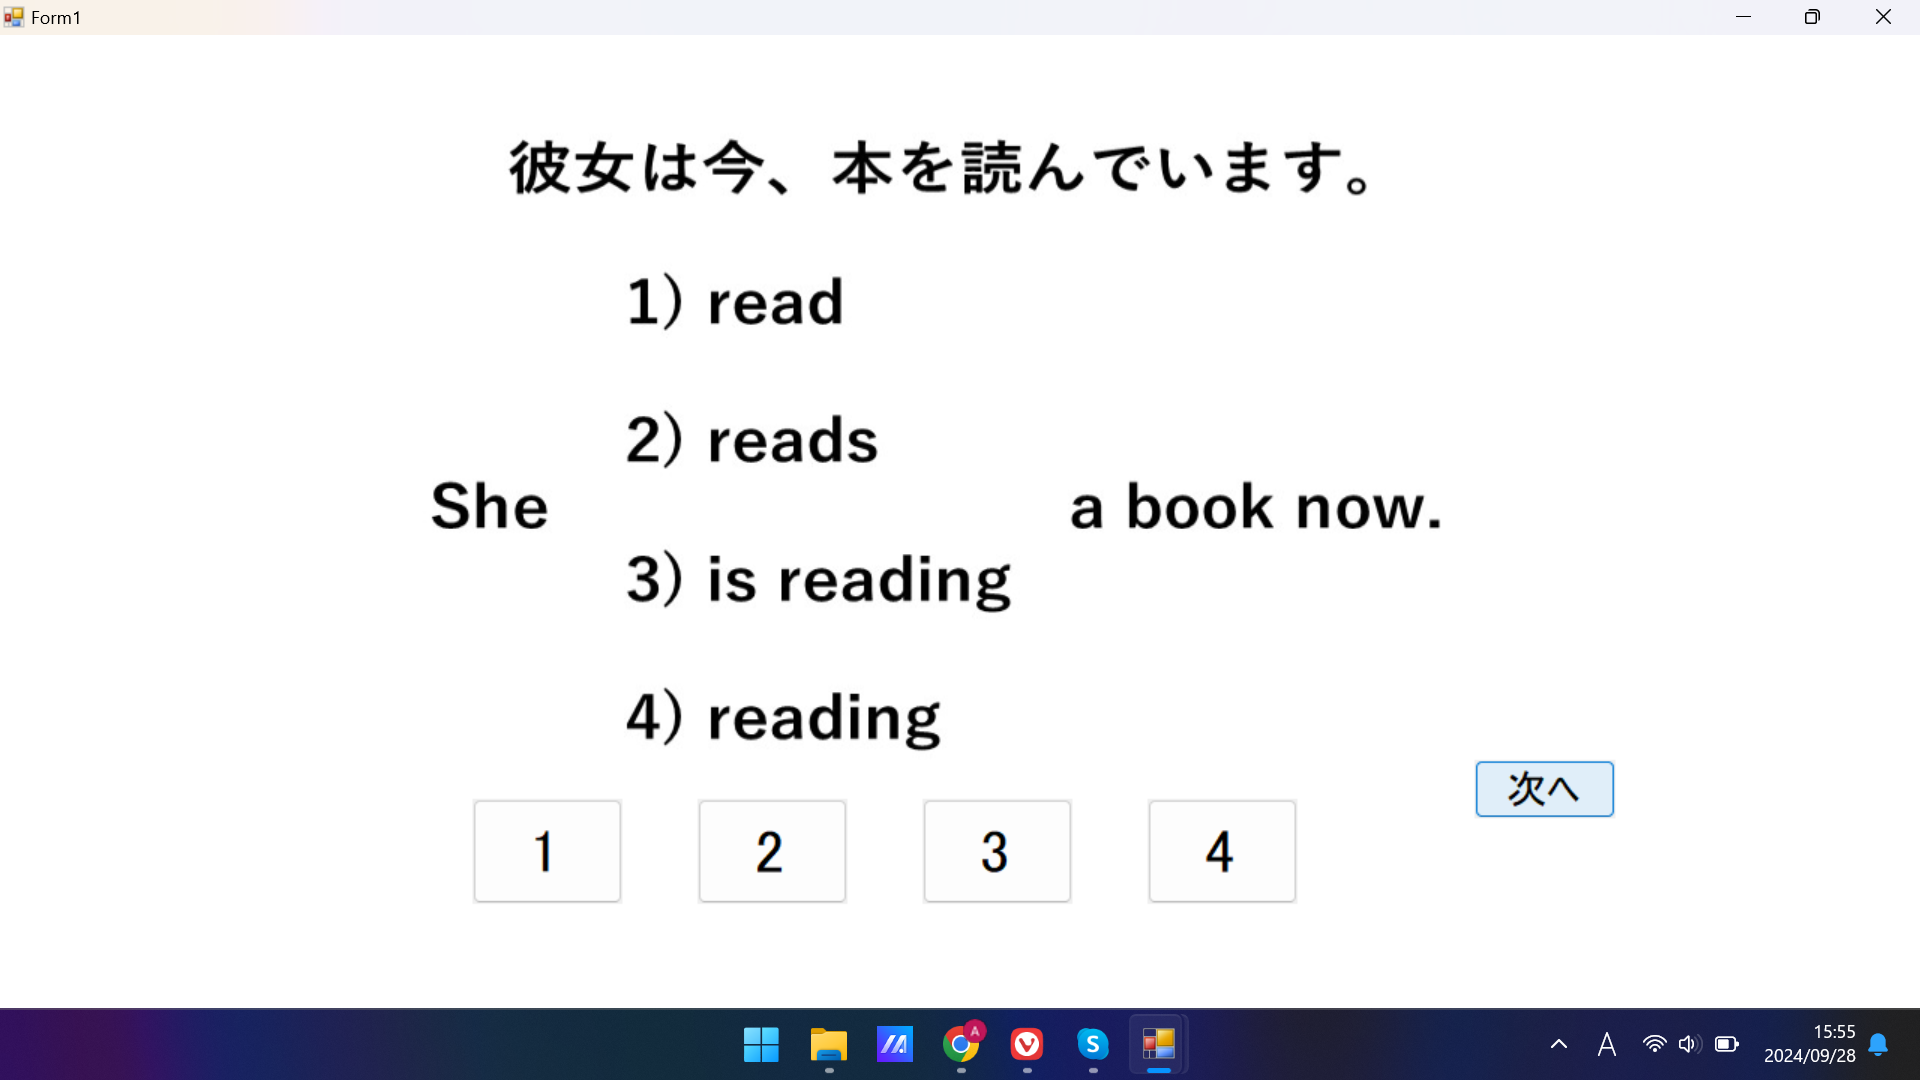 Form1
彼女は今、本を読んでいます。
1) read
2) reads
She a book now.
3) is reading
4) reading
次へ
1 2 3 4
A
S
A
15:55
2024/09/28